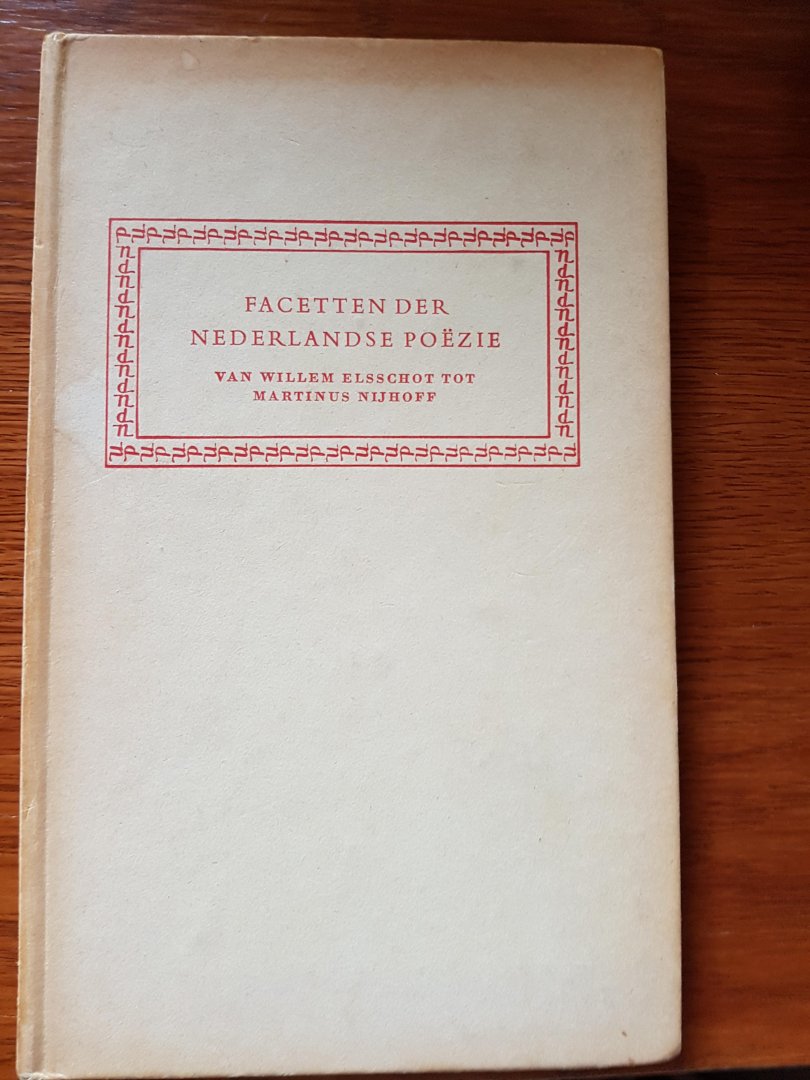 FACETTEN DER
NEDERLANDSE POËZIE
VAN WILLEM ELSSCHOT TOT
MARTINUS NIJHOFF